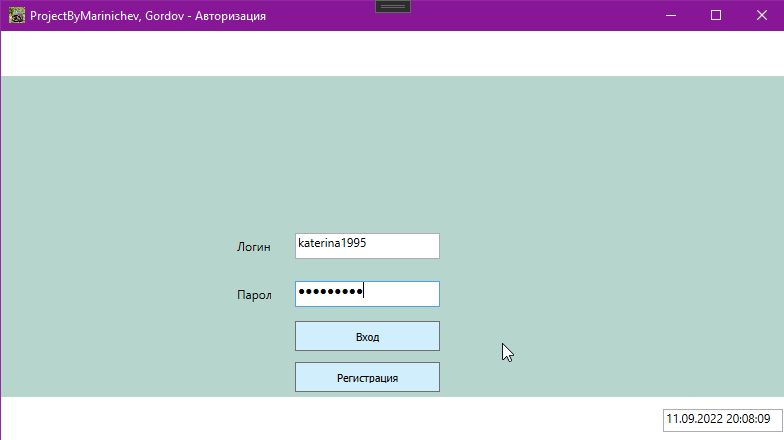 ProjectByMarinichev, Gordov - Авторизация
Логин
katerina1995
Парол
●●●●●●●●●
Вход
Регистрация
11.09.2022 20:08:09